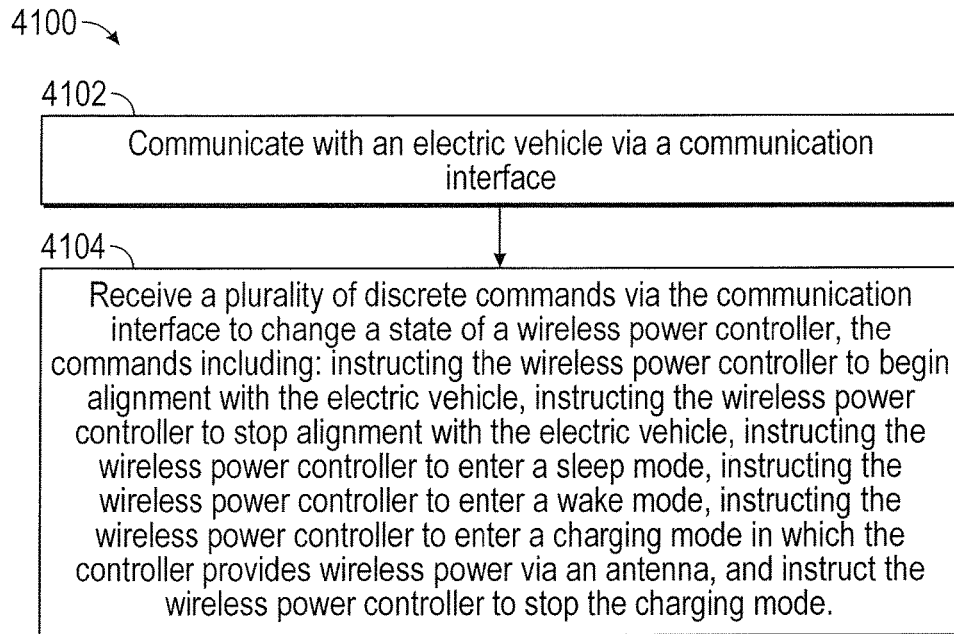 4100
4102
Communicate with an electric vehicle via a communication
interface
4104
Receive a plurality of discrete commands via the communication
interface to change a state of a wireless power controller, the
commands including: instructing the wireless power controller to begin
alignment with the electric vehicle, instructing the wireless power
controller to stop alignment with the electric vehicle, instructing the
wireless power controller to enter a sleep mode, instructing the
wireless power controller to enter a wake mode, instructing the
wireless power controller to enter a charging mode in which the
controller provides wireless power via an antenna, and instruct the
wireless power controller to stop the charging mode.